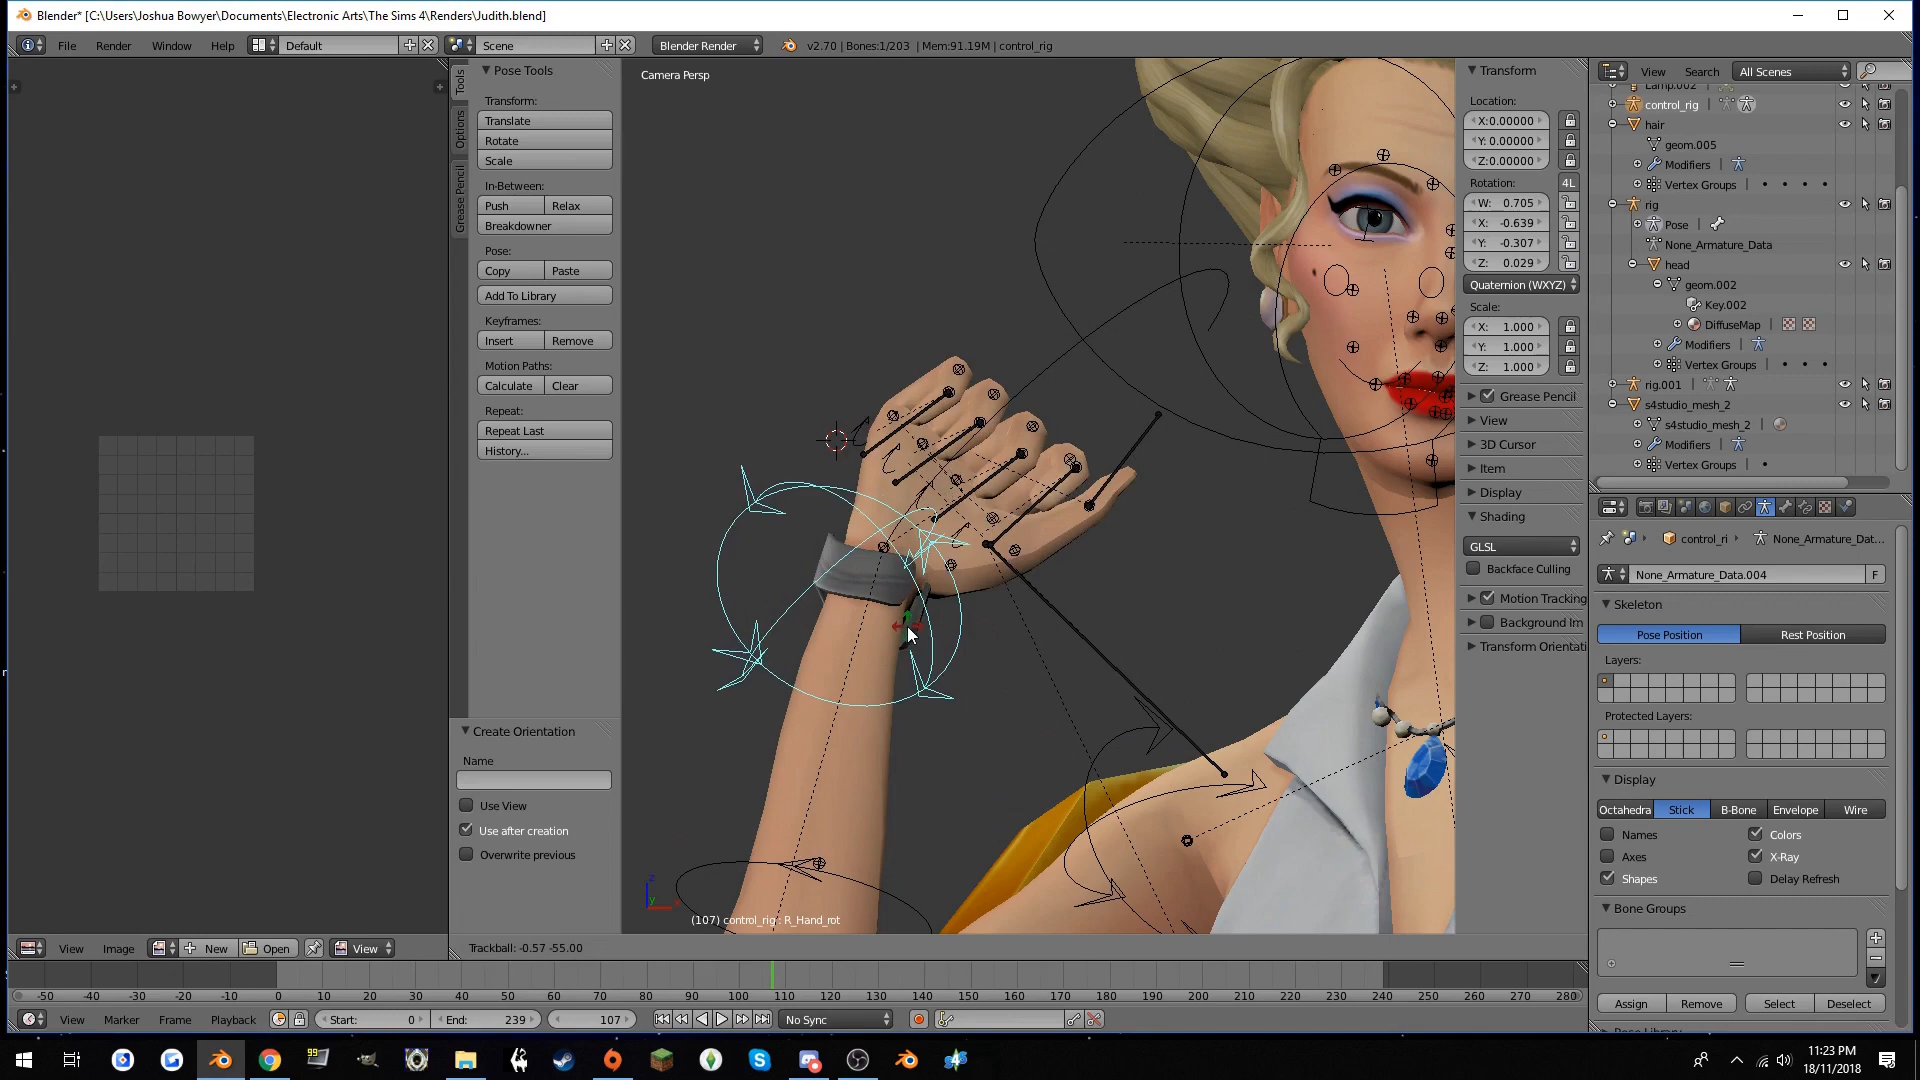 Blender* [C:\Users\Joshua Bowyer\Documents\Electronic Arts\The Sims 4\Renders\Judith.blend]
File Render Window Help Default Scene Blender Render v2.70 | Bones:1/203 | Mem:91.19M | control_rig
Tools
Options
Grease Pencil
Pose Tools
Transform:
Translate
Rotate
Scale
In-Between:
Push Relax
Breakdowner
Pose:
Copy Paste
Add To Library
Keyframes:
Insert Remove
Motion Paths:
Calculate Clear
Repeat:
Repeat Last
History...
Create Orientation
Name
Use View
Use after creation
Overwrite previous
Camera Persp
(107) control_rig : R_Hand_rot
Trackball: -0.57 -55.00
Transform
Location:
X:0.00000
Y: 0.00000
Z:0.00000
Rotation: 4L
W: 0.705
X: -0.639
Y: -0.307
Z: 0.029
Quaternion (WXYZ)
Scale:
X: 1.000
Y: 1.000
Z: 1.000
Grease Pencil
View
3D Cursor
Item
Display
Shading
GLSL
Backface Culling
Motion Tracking
Background Im
Transform Orientati
View Search All Scenes
Lamp.002
control_rig
hair
geom.005
Modifiers
Vertex Groups
rig
Pose
None_Armature_Data
head
geom.002
Key.002
DiffuseMap
Modifiers
Vertex Groups
rig.001
s4studio_mesh_2
s4studio_mesh_2
Modifiers
Vertex Groups
control_ri None_Armature_Dat...
None_Armature_Data.004 F
Skeleton
Pose Position Rest Position
Layers:
Protected Layers:
Display
Octahedra Stick B-Bone Envelope Wire
Names Colors
Axes X-Ray
Shapes Delay Refresh
Bone Groups
Assign Remove Select Deselect
View Image New Open View
-50 -40 -30 -20 -10 0 10 20 30 40 50 60 70 80 90 100 110 120 130 140 150 160 170 180 190 200 210 220 230 240 250 260 270 280
View Marker Frame Playback Start: 0 End: 239 107 No Sync
11:23 PM
18/11/2018